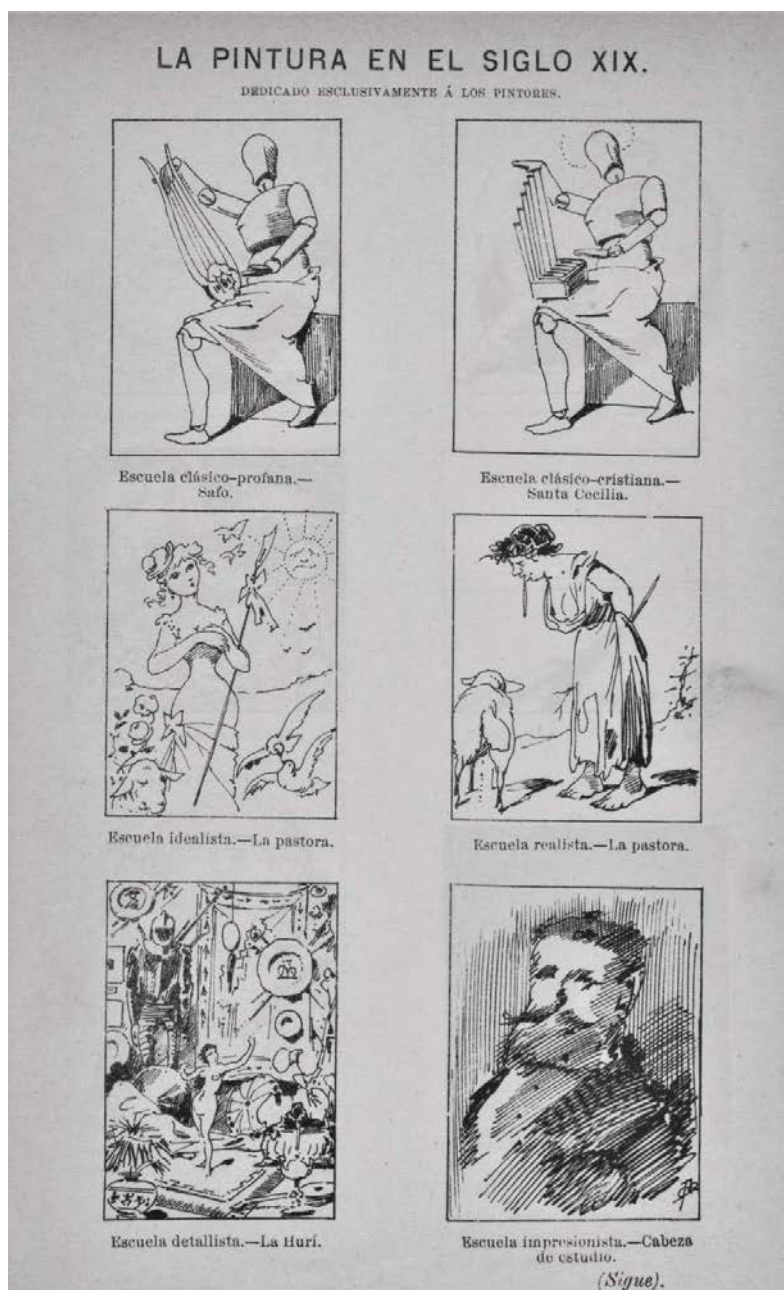 LA PINTURA EN EL SIGLO XIX.
DEDICADO ESCLUSIVAMENTE Á LOS PINTORES.
Escuela clásico-profana.—
Safo.
Escuela clásico-cristiana.—
Santa Cecilia.
Escuela idealista.—La pastora.
Escuela realista.—La pastora.
Escuela detallista.—La Hurí.
Escuela impresionista.—Cabeza
de estudio.
(Sigue).